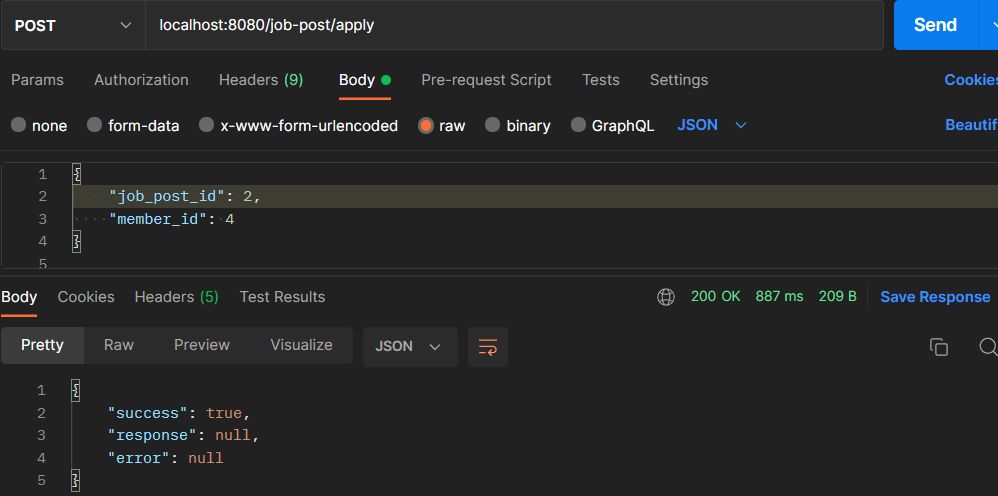 POST localhost:8080/job-post/apply Send
Params Authorization Headers (9) Body Pre-request Script Tests Settings Cookies
none form-data x-www-form-urlencoded raw binary GraphQL JSON Beautif
1 {
2 "job_post_id": 2,
3 "member_id": 4
4 }
5
Body Cookies Headers (5) Test Results 200 OK 887 ms 209 B Save Response
Pretty Raw Preview Visualize JSON
1 {
2 "success": true,
3 "response": null,
4 "error": null
5 }